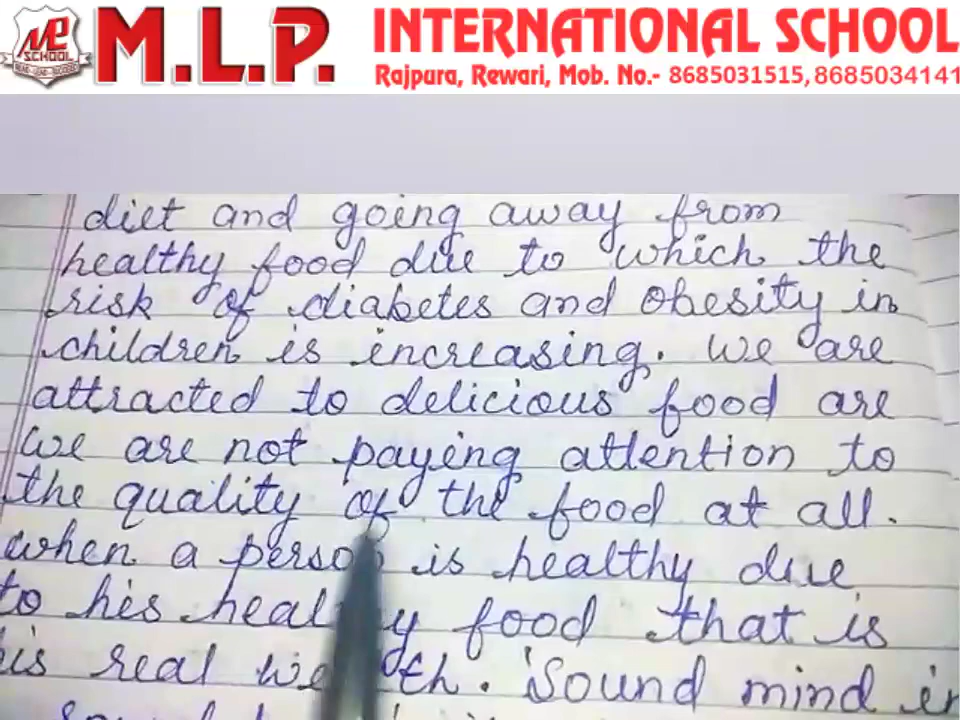 M.L.P. INTERNATIONAL SCHOOL
SCHOOL
Rajpura, Rewari, Mob. No.- 8685031515, 8685034141
diet and going away from
healthy food due to which the
risk of diabetes and obesity in
children is increasing. We are
attracted to delicious food are
we are not paying attention to
the quality of the food at all.
when a person is healthy due
to his healthy food that is
his real wealth. Sound mind in